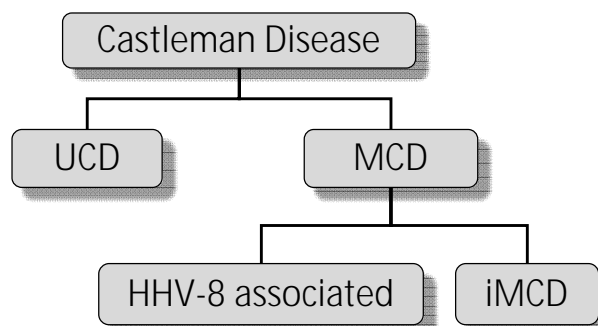 Castleman Disease
UCD
MCD
HHV-8 associated
iMCD